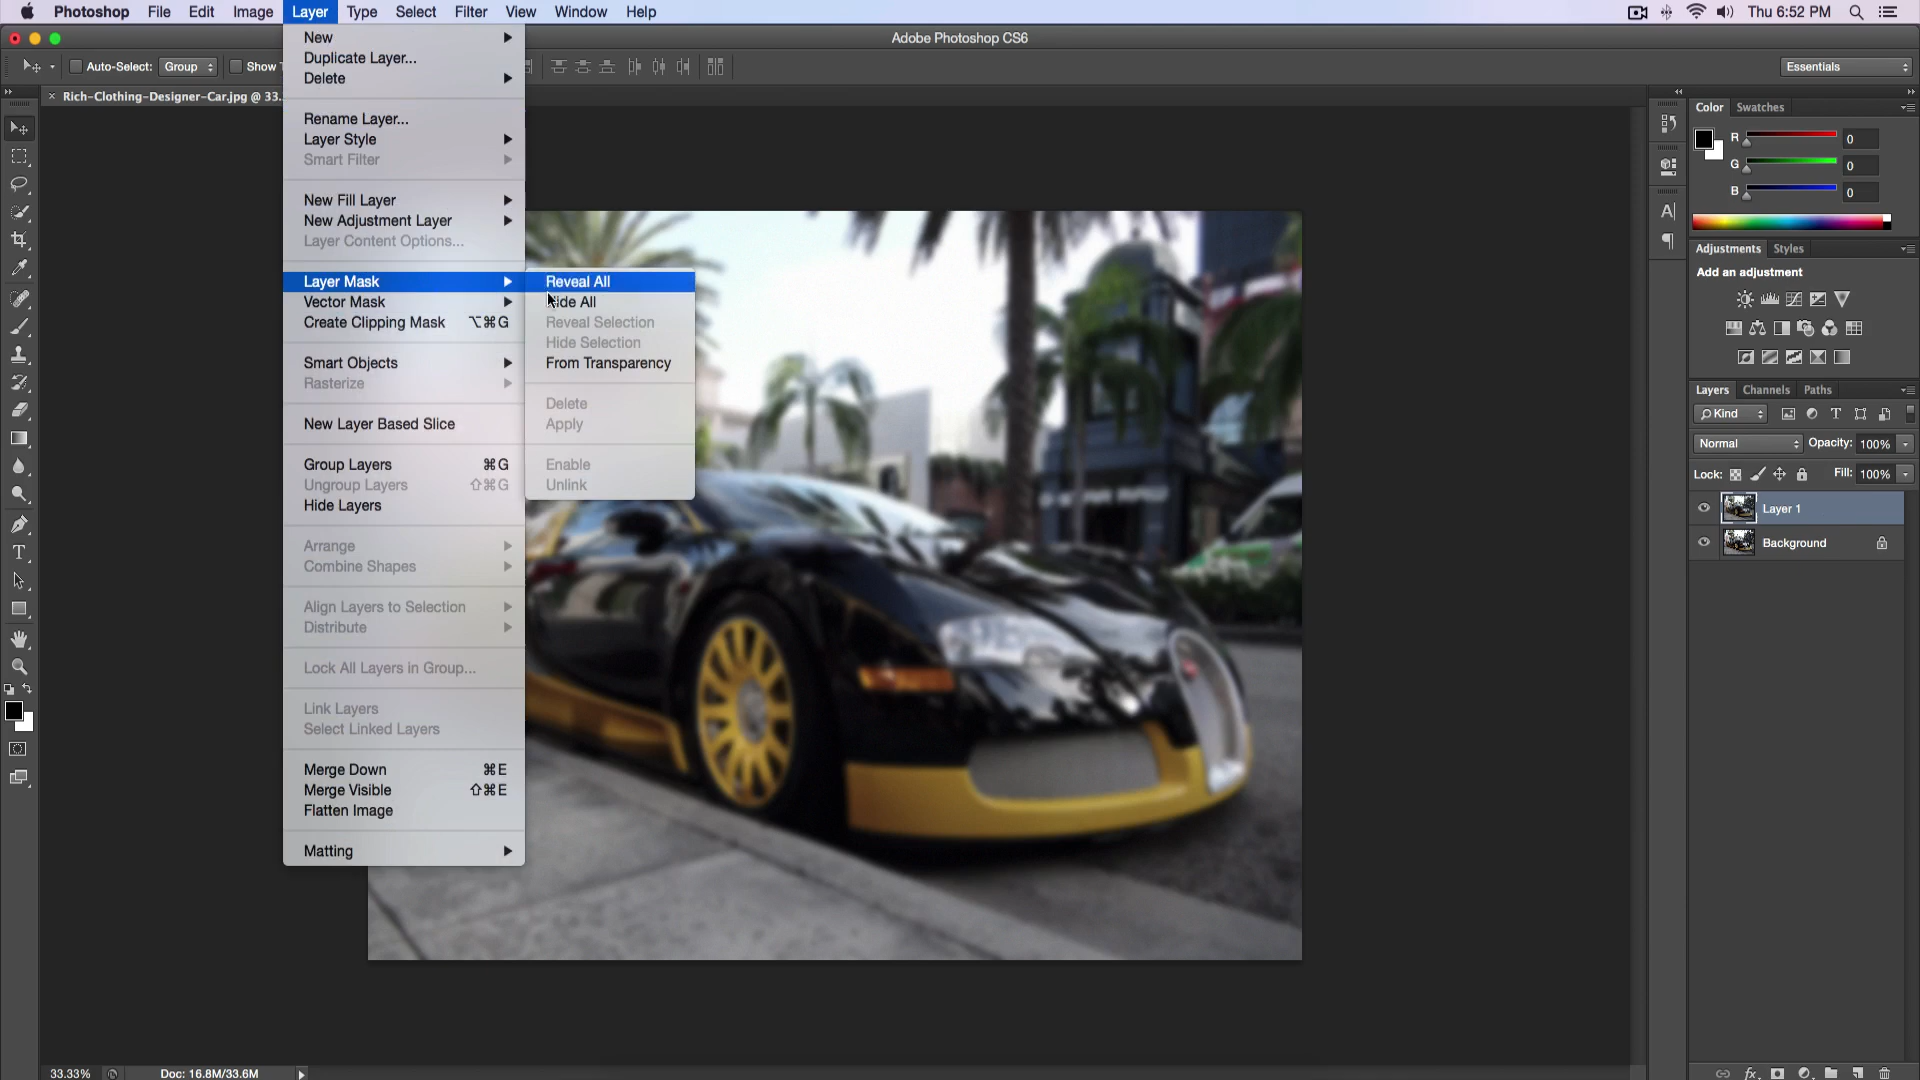 Photoshop File Edit Image Layer Type Select Filter View Window Help Thu 6:52 PM
Adobe Photoshop CS6
Auto-Select: Group Show T Essentials
Rich-Clothing-Designer-Car.jpg @ 33.
New
Duplicate Layer...
Delete
Rename Layer...
Layer Style
Smart Filter
New Fill Layer
New Adjustment Layer
Layer Content Options...
Layer Mask
Vector Mask
Create Clipping Mask ⌥⌘G
Smart Objects
Rasterize
New Layer Based Slice
Group Layers ⌘G
Ungroup Layers ⇧⌘G
Hide Layers
Arrange
Combine Shapes
Align Layers to Selection
Distribute
Lock All Layers in Group...
Link Layers
Select Linked Layers
Merge Down ⌘E
Merge Visible ⇧⌘E
Flatten Image
Matting
Reveal All
ide All
Reveal Selection
Hide Selection
From Transparency
Delete
Apply
Enable
Unlink
Color Swatches
R 0
G 0
B 0
Adjustments Styles
Add an adjustment
Layers Channels Paths
Kind
Normal Opacity: 100%
Lock: Fill: 100%
Layer 1
Background
33.33% Doc: 16.8M/33.6M